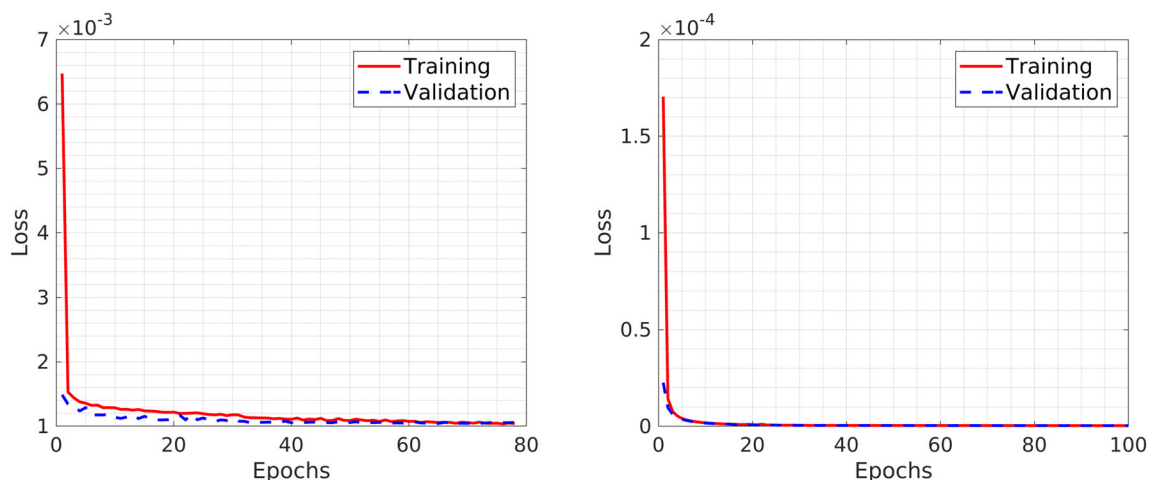 ×10⁻³
7
6
5
4
3
2
1
Loss
0 20 40 60 80
Epochs
Training
Validation
×10⁻⁴
2
1.5
1
0.5
0
Loss
0 20 40 60 80 100
Epochs
Training
Validation